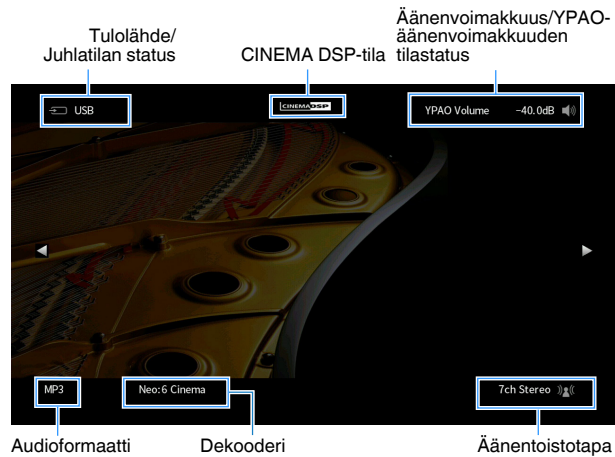 Tulolähde/
Juhlatilan status
CINEMA DSP-tila
Äänenvoimakkuus/YPAO-
äänenvoimakkuuden
tilastatus
USB
CINEMA DSP
YPAO Volume -40.0dB
MP3
Neo:6 Cinema
7ch Stereo
Audioformaatti
Dekooderi
Äänentoistotapa